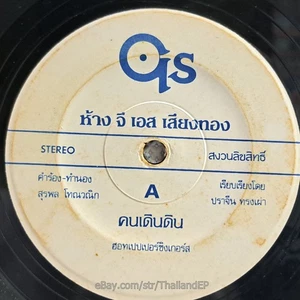 GS
ห้าง จี เอส เสียงทอง
STEREO
สงวนลิขสิทธิ์
คำร้อง-ทำนอง
สุรพล โทณวณิก
A
เรียบเรียงโดย
ปราจีน ทรงเผ่า
คนเดินดิน
ฮอทเปปเปอร์ซิงเกอร์ส
eBay.com/str/ThailandEP